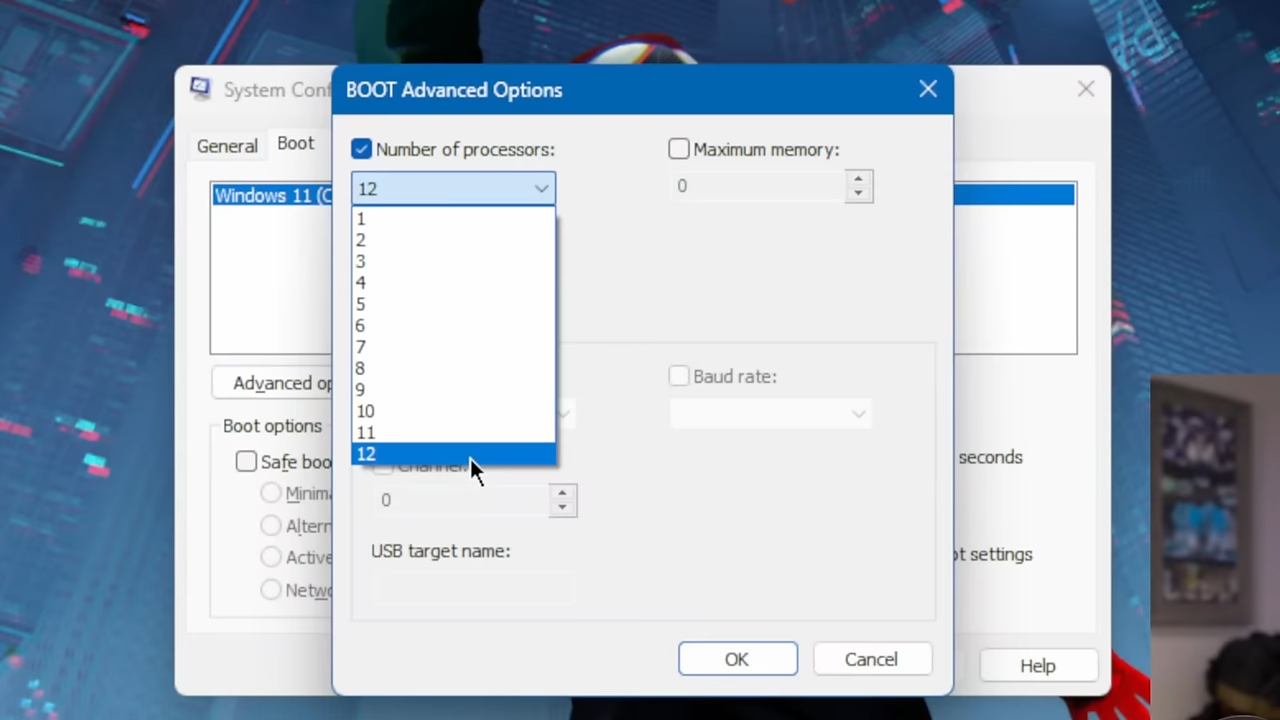 System Conf
BOOT Advanced Options
General
Boot
Number of processors:
Maximum memory:
12
0
Windows 11 (C
1
2
3
4
5
6
7
8
9
10
11
12
Baud rate:
Advanced op
Boot options
Safe boo
Channel:
seconds
Minima
0
Altern
Active
USB target name:
ot settings
Netwo
OK
Cancel
Help